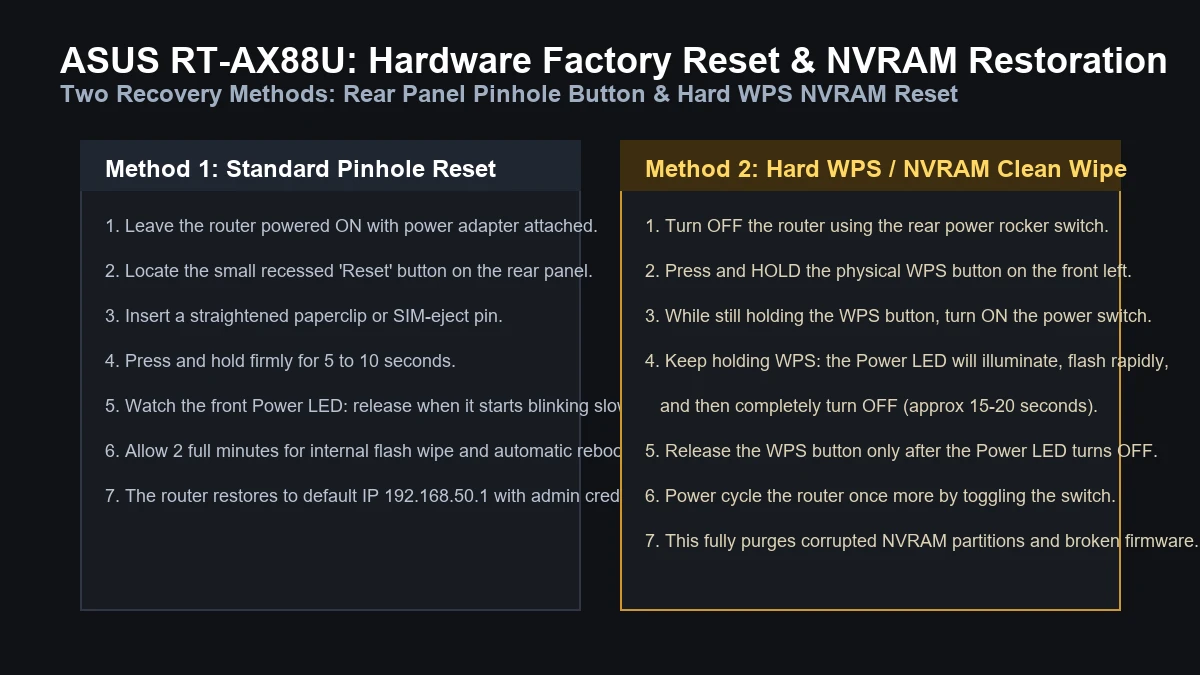 ASUS RT-AX88U: Hardware Factory Reset & NVRAM Restoration
Two Recovery Methods: Rear Panel Pinhole Button & Hard WPS NVRAM Reset
Method 1: Standard Pinhole Reset
1. Leave the router powered ON with power adapter attached.
2. Locate the small recessed 'Reset' button on the rear panel.
3. Insert a straightened paperclip or SIM-eject pin.
4. Press and hold firmly for 5 to 10 seconds.
5. Watch the front Power LED: release when it starts blinking
6. Allow 2 full minutes for internal flash wipe and automatic
7. The router restores to default IP 192.168.50.1 with admin
Method 2: Hard WPS / NVRAM Clean Wipe
1. Turn OFF the router using the rear power rocker switch.
2. Press and HOLD the physical WPS button on the front left.
3. While still holding the WPS button, turn ON the power switch.
4. Keep holding WPS: the Power LED will illuminate, flash rapidly,
and then completely turn OFF (approx 15-20 seconds).
5. Release the WPS button only after the Power LED turns OFF.
6. Power cycle the router once more by toggling the switch.
7. This fully purges corrupted NVRAM partitions and broken firmware.